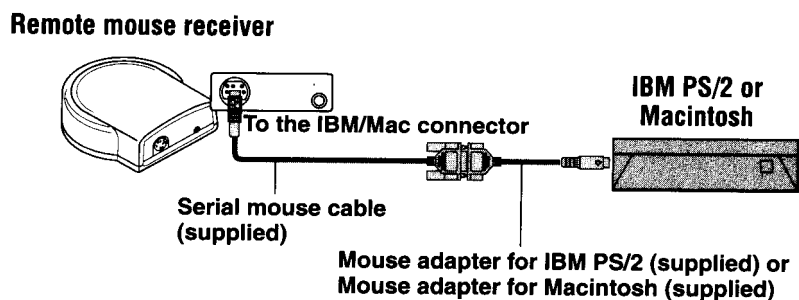 Remote mouse receiver
IBM PS/2 or
Macintosh
To the IBM/Mac connector
Serial mouse cable
(supplied)
Mouse adapter for IBM PS/2 (supplied) or
Mouse adapter for Macintosh (supplied)